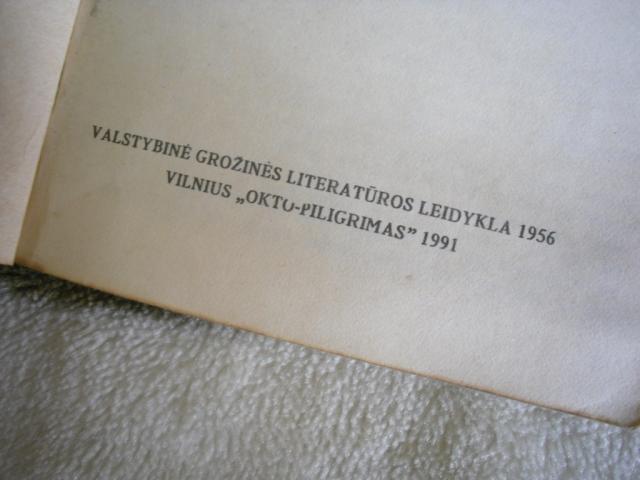 VALSTYBINĖ GROŽINĖS LITERATŪROS LEIDYKLA 1956
VILNIUS „OKTO-PILIGRIMAS” 1991